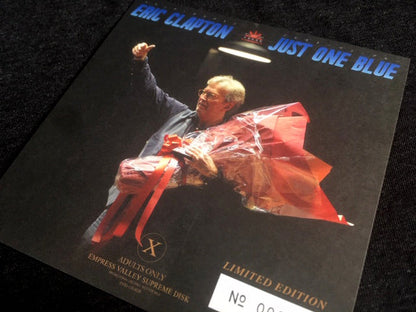 ERIC CLAPTON
JUST ONE BLUE
X
ADULTS ONLY
EMPRESS VALLEY SUPREME DISK
LIMITED EDITION
No